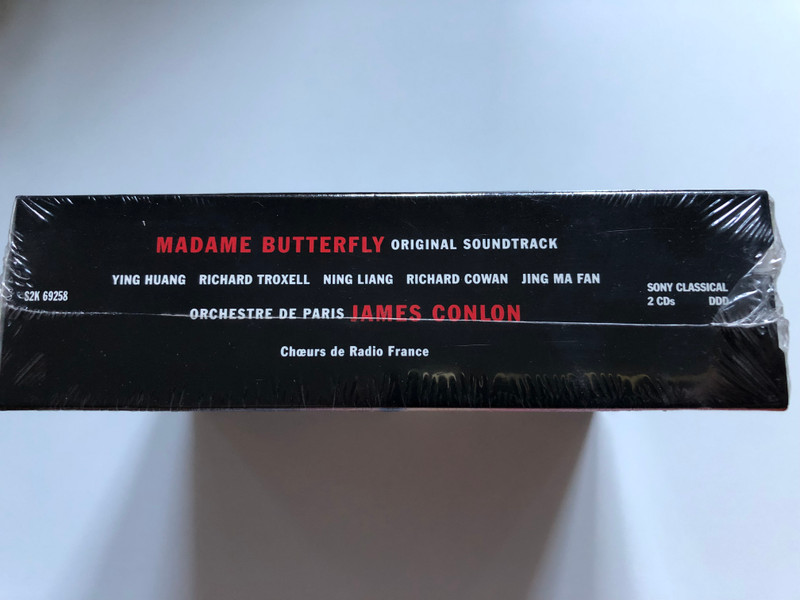 MADAME BUTTERFLY ORIGINAL SOUNDTRACK
YING HUANG RICHARD TROXELL NING LIANG RICHARD COWAN JING MA FAN
S2K 69258
SONY CLASSICAL
2 CDs DDD
ORCHESTRE DE PARIS JAMES CONLON
Chœurs de Radio France